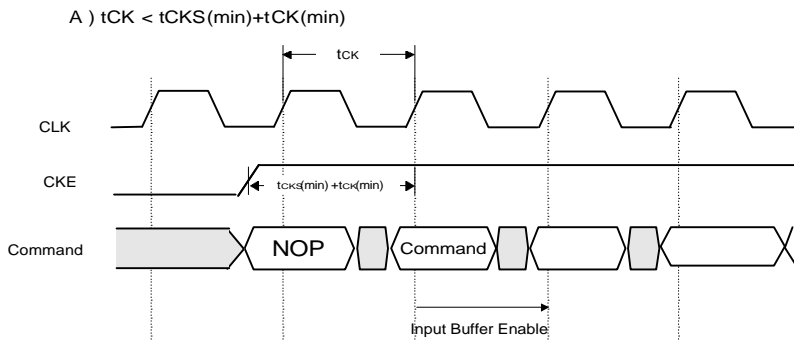 A ) tCK < tCKS(min)+tCK(min)
tCK
CLK
CKE
tCKS(min) +tCK(min)
Command
NOP
Command
Input Buffer Enable